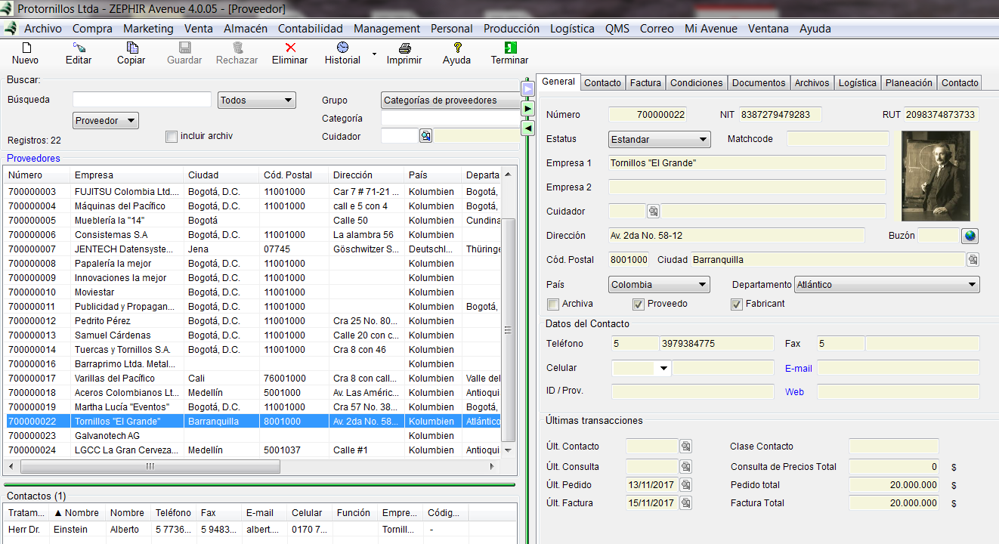 Protornillos Ltda - ZEPHIR Avenue 4.0.05 - [Proveedor]
Archivo Compra Marketing Venta Almacén Contabilidad Management Personal Producción Logística QMS Correo Mi Avenue Ventana Ayuda
Nuevo Editar Copiar Guardar Rechazar Eliminar Historial Imprimir Ayuda Terminar
Buscar:
Búsqueda Todos Grupo Categorías de proveedores
Proveedor Categoría
Registros: 22 incluir archiv Cuidador
Proveedores
Número Empresa Ciudad Cód. Postal Dirección País Departa
700000003 FUJITSU Colombia Ltd.... Bogotá, D.C. 11001000 Car 7 # 71-21 ... Kolumbien Bogotá,
700000004 Máquinas del Pacífico Bogotá, D.C. 11001000 call e 5 con 4 Kolumbien Bogotá,
700000005 Mueblería la "14" Bogotá Calle 50 Kolumbien Cundina
700000006 Consistemas S.A Bogotá, D.C. 11001000 La alambra 56 Kolumbien
700000007 JENTECH Datensyste... Jena 07745 Göschwitzer S... Deutschl... Thüringe
700000008 Papalería la mejor Bogotá, D.C. 11001000 Kolumbien
700000009 Innovaciones la mejor Bogotá, D.C. 11001000 Kolumbien
700000010 Moviestar Bogotá, D.C. 11001000 Kolumbien
700000011 Publicidad y Propagan... Bogotá, D.C. 11001000 Kolumbien Bogotá,
700000012 Pedrito Pérez Bogotá, D.C. 11001000 Cra 25 No. 80... Kolumbien
700000013 Samuel Cárdenas Bogotá, D.C. 11001000 Calle 20 con c... Kolumbien
700000014 Tuercas y Tornillos S.A. Bogotá, D.C. 11001000 Cra 8 con 46 Kolumbien
700000016 Barraprimo Ltda. Metal... Kolumbien
700000017 Varillas del Pacífico Cali 76001000 Cra 8 con call... Kolumbien Valle del
700000018 Aceros Colombianos Lt... Medellín 5001000 Av. Las Améric... Kolumbien Antioqui
700000019 Martha Lucía "Eventos" Bogotá, D.C. 11001000 Cra 57 No. 38... Kolumbien Bogotá,
700000022 Tornillos "El Grande" Barranquilla 8001000 Av. 2da No. 58... Kolumbien Atlántico
700000023 Galvanotech AG Kolumbien
700000024 LGCC La Gran Cerveza... Medellín 5001037 Calle #1 Kolumbien Antioqui
Contactos (1)
Tratam... ▲ Nombre Nombre Teléfono Fax E-mail Celular Función Empre... Códig...
Herr Dr. Einstein Alberto 5 7736... 5 9483... albert.... 0170 7... Tornill... -
General Contacto Factura Condiciones Documentos Archivos Logística Planeación Contacto
Número 700000022 NIT 8387279479283 RUT 2098374873733
Estatus Estandar Matchcode
Empresa 1 Tornillos "El Grande"
Empresa 2
Cuidador
Dirección Av. 2da No. 58-12 Buzón
Cód. Postal 8001000 Ciudad Barranquilla
País Colombia Departamento Atlántico
Archiva Proveedo Fabricant
Datos del Contacto
Teléfono 5 3979384775 Fax 5
Celular E-mail
ID / Prov. Web
Últimas transacciones
Últ. Contacto Clase Contacto
Últ. Consulta Consulta de Precios Total 0 $
Últ. Pedido 13/11/2017 Pedido total 20.000.000 $
Últ. Factura 15/11/2017 Factura Total 20.000.000 $